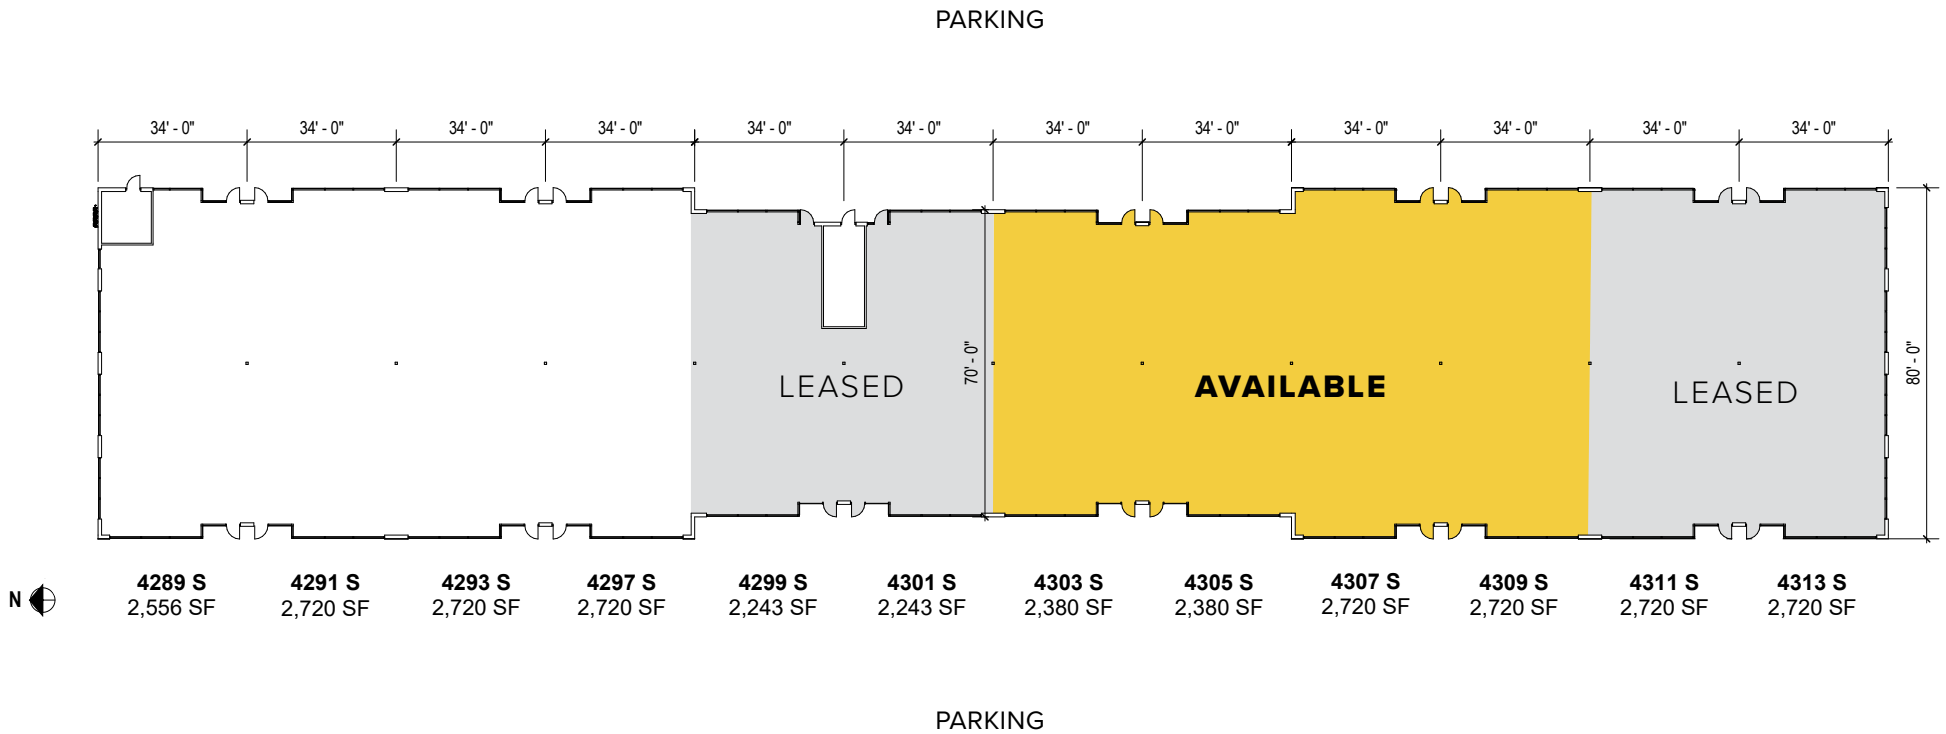 PARKING
34' - 0" 34' - 0" 34' - 0" 34' - 0" 34' - 0" 34' - 0" 34' - 0" 34' - 0" 34' - 0" 34' - 0" 34' - 0" 34' - 0"
70' - 0"
80' - 0"
LEASED
AVAILABLE
LEASED
N
4289 S 4291 S 4293 S 4297 S 4299 S 4301 S 4303 S 4305 S 4307 S 4309 S 4311 S 4313 S
2,556 SF 2,720 SF 2,720 SF 2,720 SF 2,243 SF 2,243 SF 2,380 SF 2,380 SF 2,720 SF 2,720 SF 2,720 SF 2,720 SF
PARKING